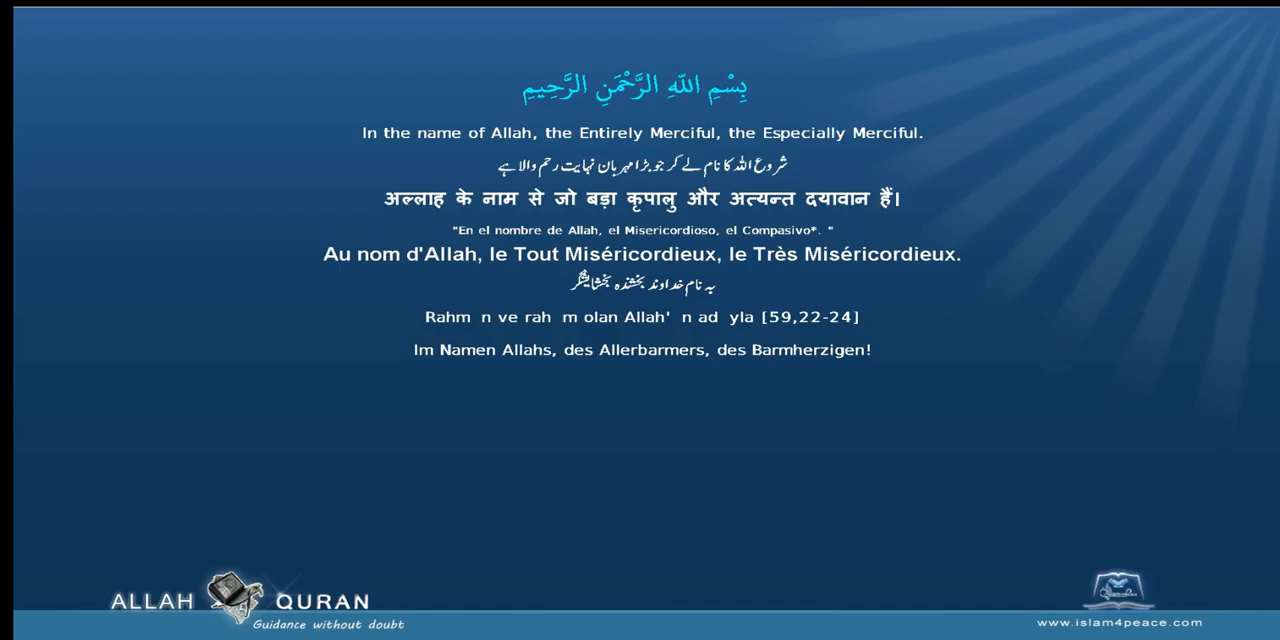 بِسْمِ اللّهِ الرَّحْمَنِ الرَّحِيمِ
In the name of Allah, the Entirely Merciful, the Especially Merciful.
شروع الله کا نام لے کر جو بڑا مہربان نہایت رحم والا ہے
अल्लाह के नाम से जो बड़ा कृपालु और अत्यन्त दयावान हैं।
"En el nombre de Allah, el Misericordioso, el Compasivo*. "
Au nom d'Allah, le Tout Miséricordieux, le Très Miséricordieux.
به نام خداوند بخشنده بخشایشگر
Rahm n ve rah m olan Allah' n ad yla [59,22-24]
Im Namen Allahs, des Allerbarmers, des Barmherzigen!
ALLAH QURAN
Guidance without doubt
www.islam4peace.com